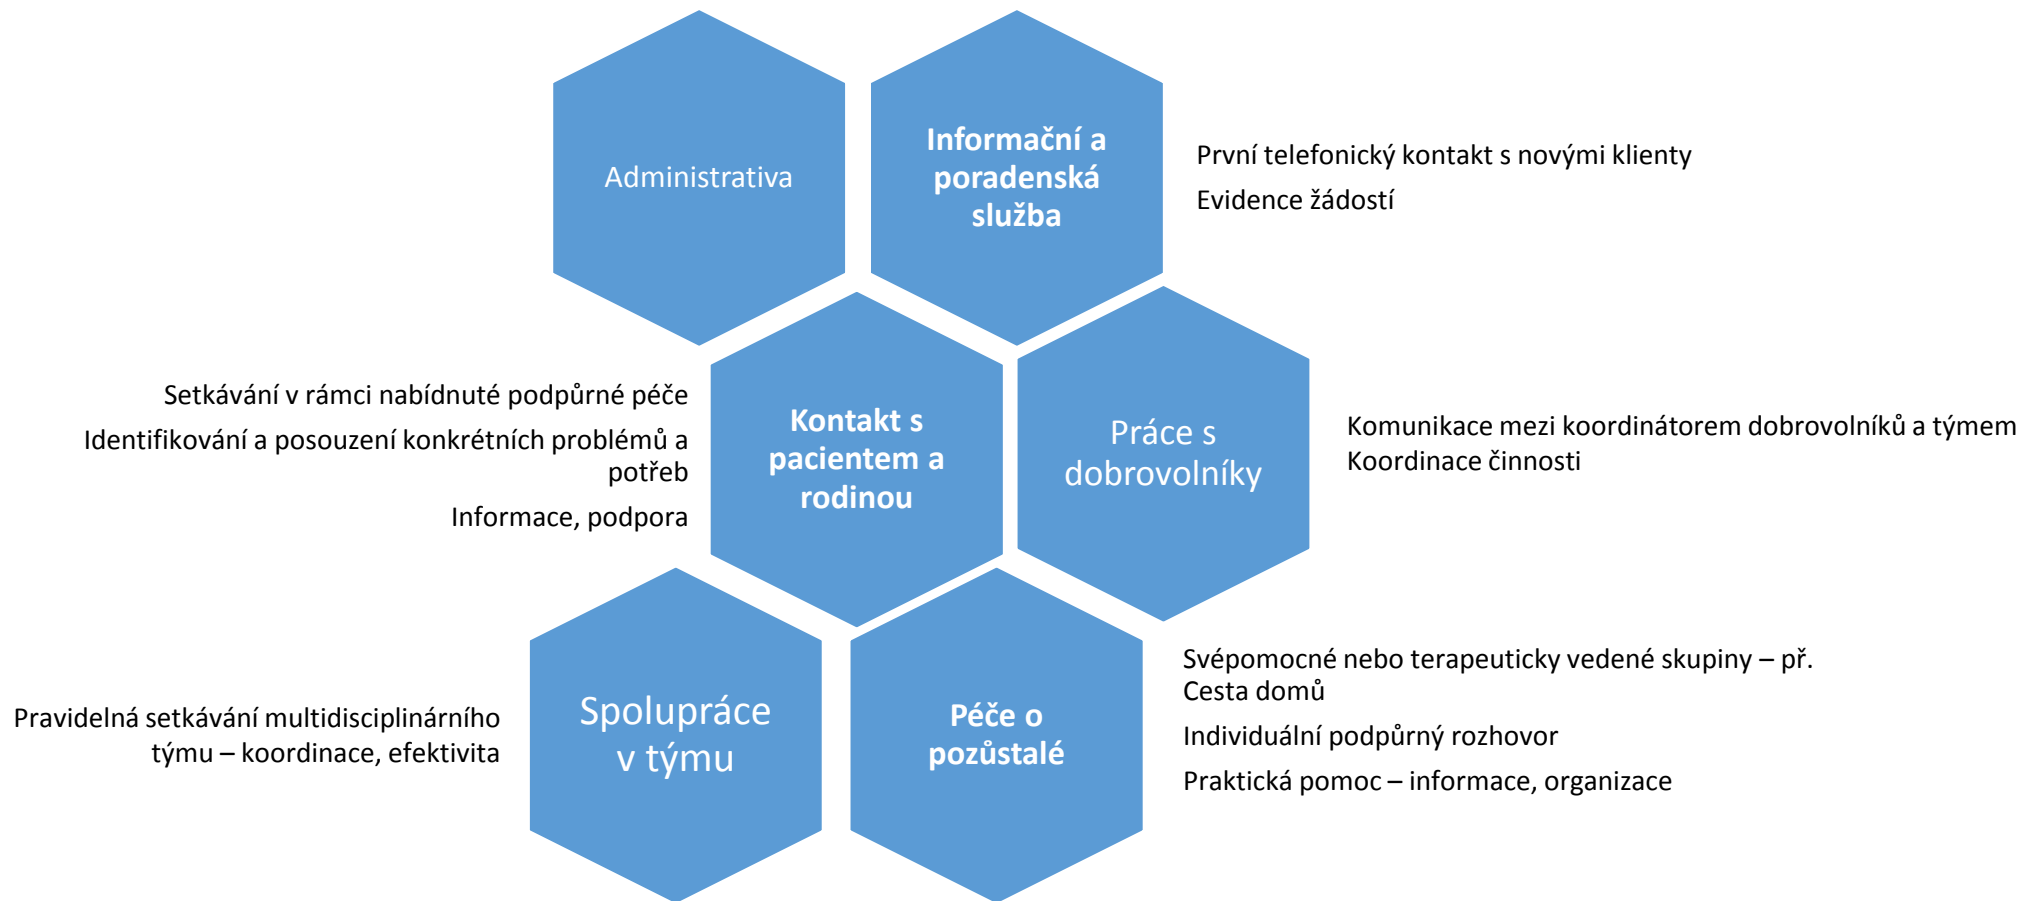 Administrativa
Informační a
poradenská
služba
První telefonický kontakt s novými klienty
Evidence žádostí
Setkávání v rámci nabídnuté podpůrné péče
Identifikování a posouzení konkrétních problémů a
potřeb
Informace, podpora
Kontakt s
pacientem a
rodinou
Práce s
dobrovolníky
Komunikace mezi koordinátorem dobrovolníků a týmem
Koordinace činnosti
Pravidelná setkávání multidisciplinárního
týmu – koordinace, efektivita
Spolupráce
v týmu
Péče o
pozůstalé
Svépomocné nebo terapeuticky vedené skupiny – př.
Cesta domů
Individuální podpůrný rozhovor
Praktická pomoc – informace, organizace